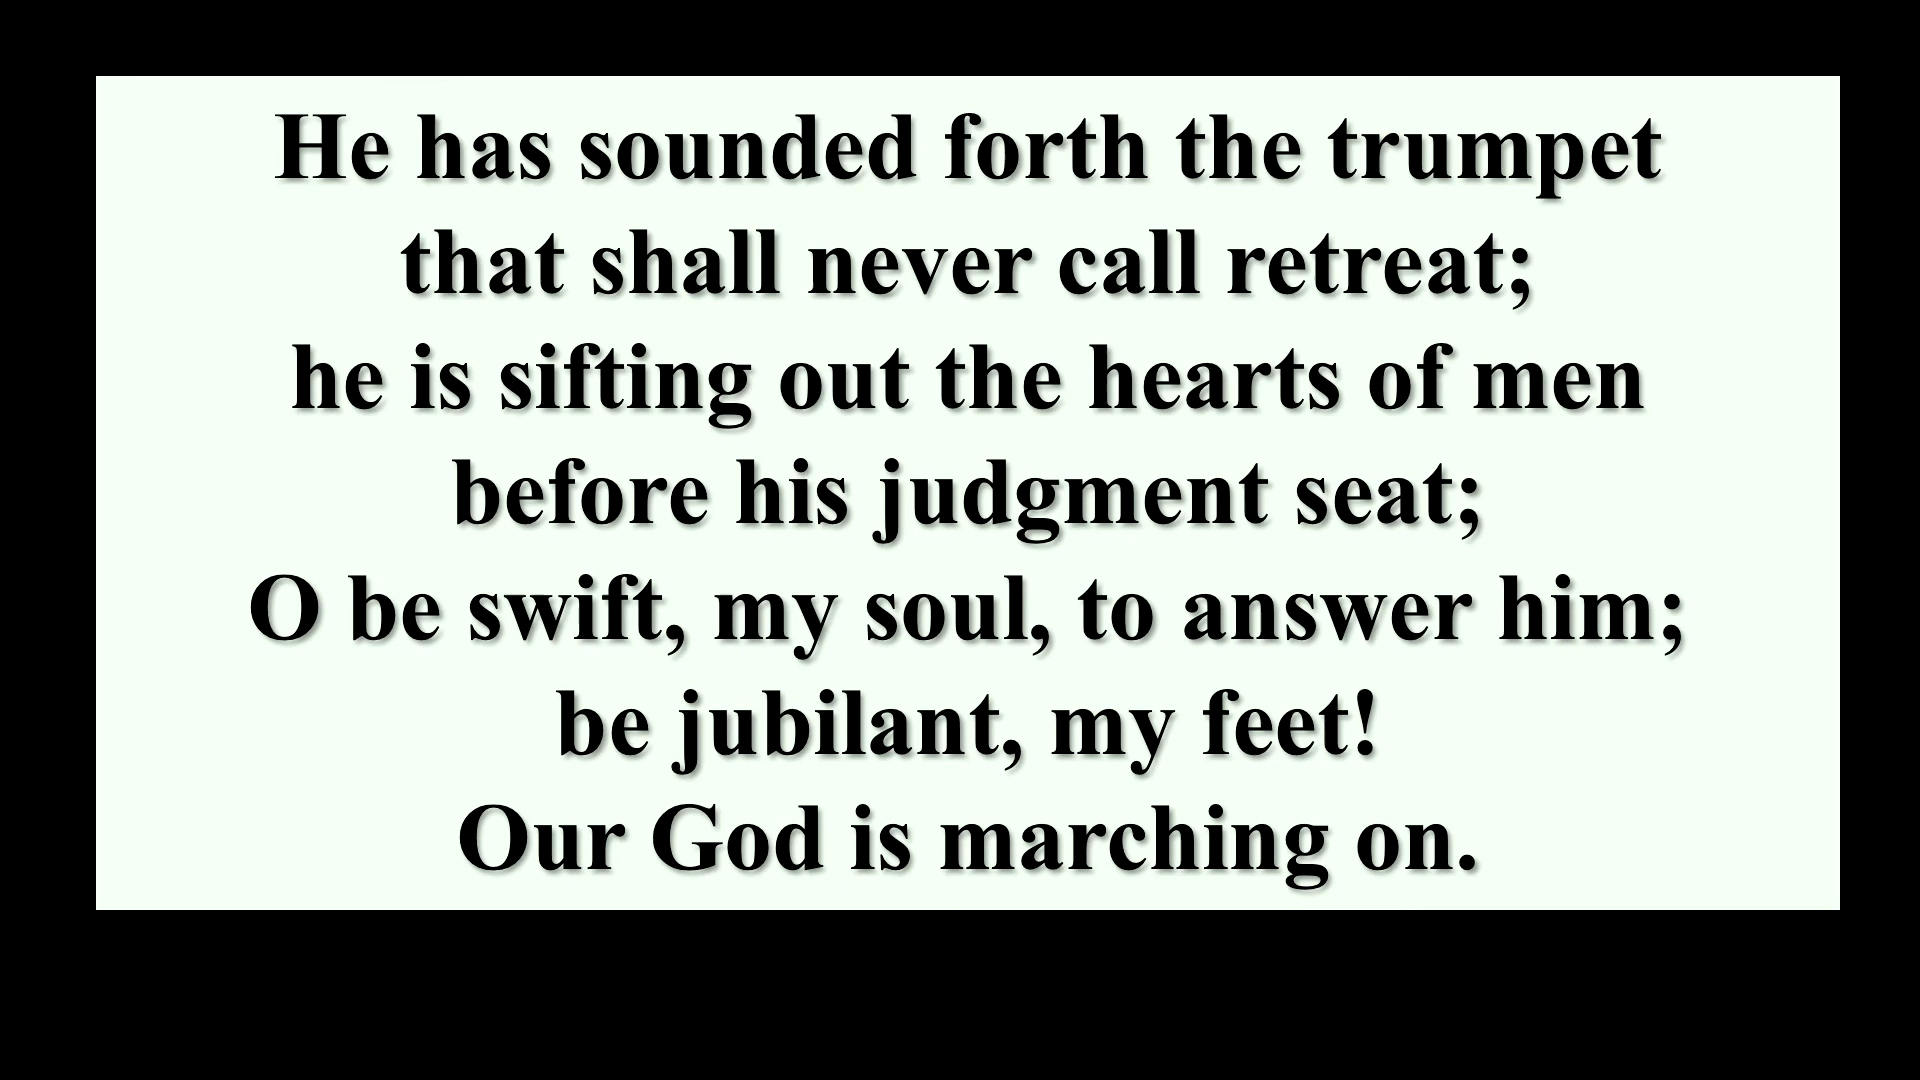 He has sounded forth the trumpet
that shall never call retreat;
he is sifting out the hearts of men
before his judgment seat;
O be swift, my soul, to answer him;
be jubilant, my feet!
Our God is marching on.